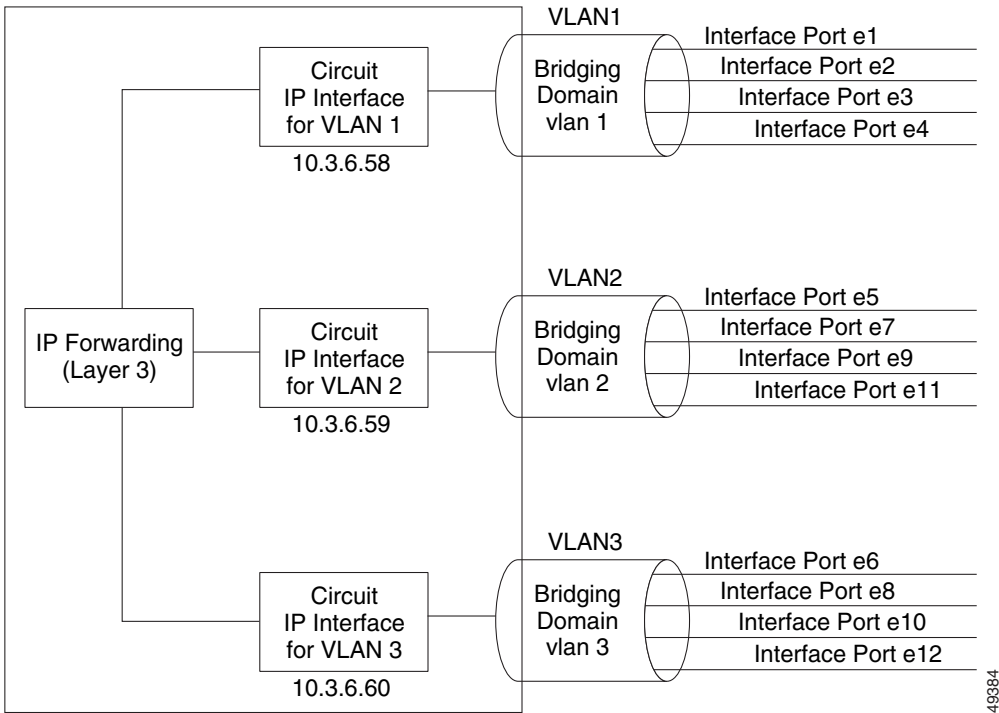 VLAN1
Circuit
IP Interface
for VLAN 1
10.3.6.58
Bridging
Domain
vlan 1
Interface Port e1
Interface Port e2
Interface Port e3
Interface Port e4
IP Forwarding
(Layer 3)
VLAN2
Circuit
IP Interface
for VLAN 2
10.3.6.59
Bridging
Domain
vlan 2
Interface Port e5
Interface Port e7
Interface Port e9
Interface Port e11
VLAN3
Circuit
IP Interface
for VLAN 3
10.3.6.60
Bridging
Domain
vlan 3
Interface Port e6
Interface Port e8
Interface Port e10
Interface Port e12
49384